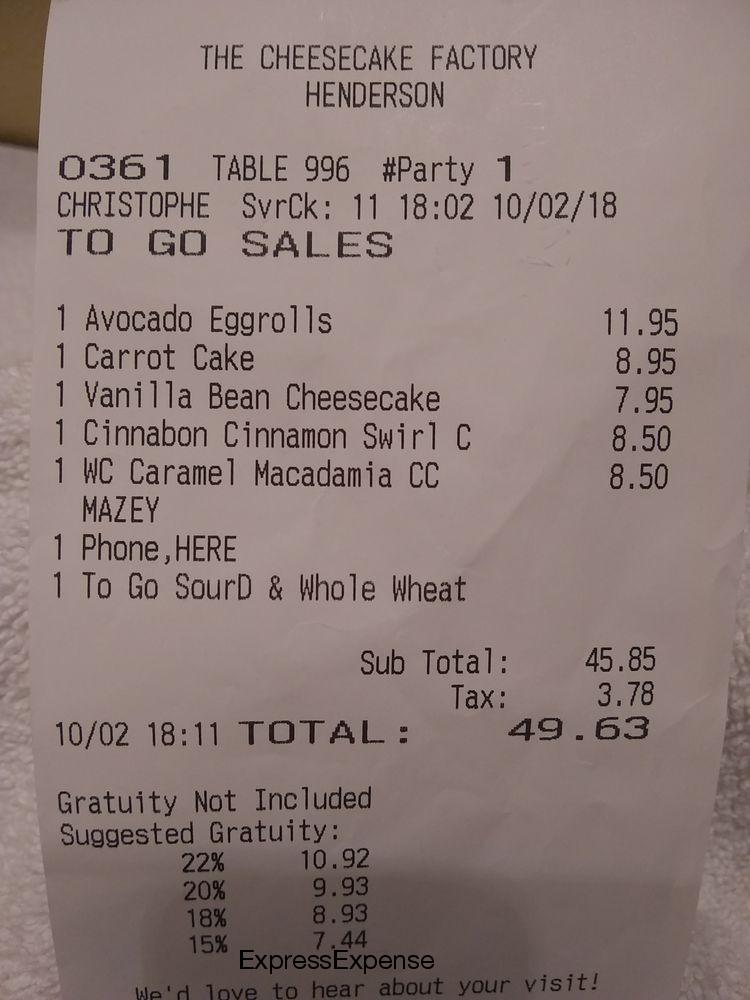 THE CHEESECAKE FACTORY
HENDERSON
0361 TABLE 996 #Party 1
CHRISTOPHE SvrCk: 11 18:02 10/02/18
TO GO SALES
1 Avocado Eggrolls 11.95
1 Carrot Cake 8.95
1 Vanilla Bean Cheesecake 7.95
1 Cinnabon Cinnamon Swirl C 8.50
1 WC Caramel Macadamia CC 8.50
MAZEY
1 Phone,HERE
1 To Go SourD & Whole Wheat
Sub Total: 45.85
Tax: 3.78
10/02 18:11 TOTAL: 49.63
Gratuity Not Included
Suggested Gratuity:
22% 10.92
20% 9.93
18% 8.93
15% 7.44
ExpressExpense
We'd love to hear about your visit!